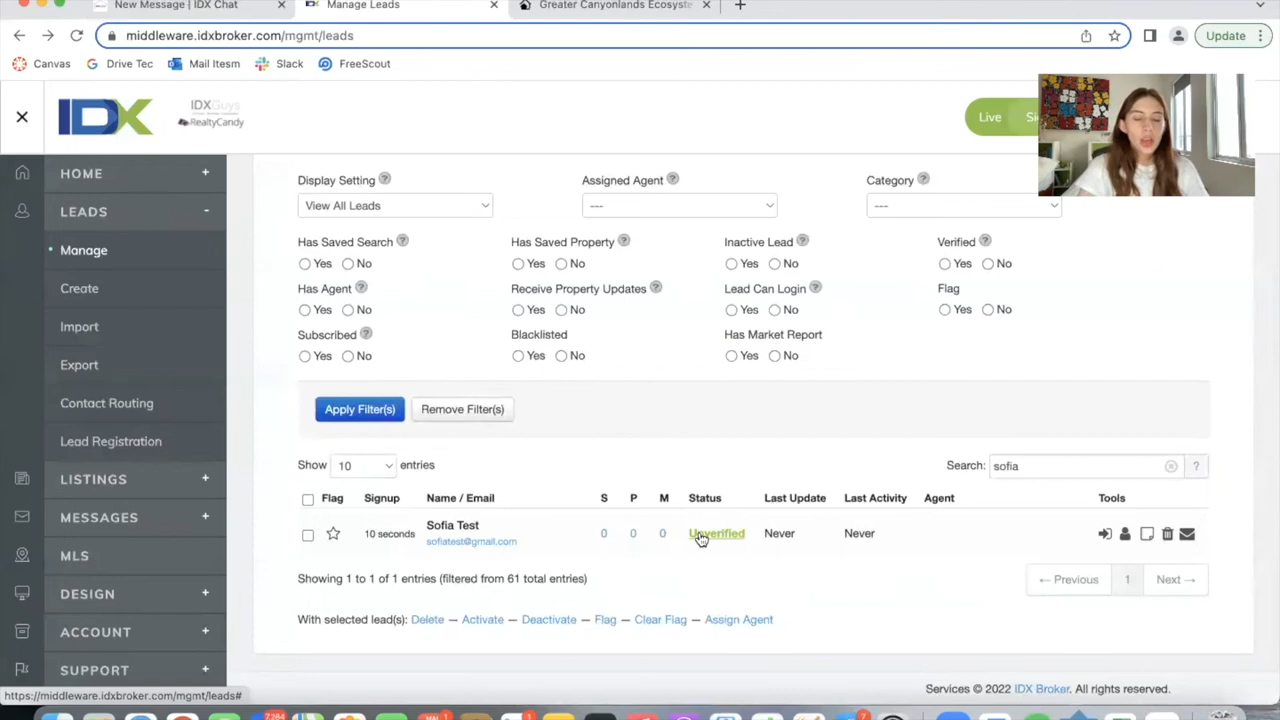 New Message | IDX Chat
Manage Leads
Greater Canyonlands Ecosyste
middleware.idxbroker.com/mgmt/leads
Update
Canvas
Drive Tec
Mail Itesm
Slack
FreeScout
IDX
IDXGuys
RealtyCandy
Live
HOME +
LEADS -
Manage
Create
Import
Export
Contact Routing
Lead Registration
LISTINGS +
MESSAGES +
MLS
DESIGN +
ACCOUNT +
SUPPORT +
Display Setting ?
Assigned Agent ?
Category ?
View All Leads
---
---
Has Saved Search ?
Has Saved Property ?
Inactive Lead ?
Verified ?
Yes No
Yes No
Yes No
Yes No
Has Agent ?
Receive Property Updates ?
Lead Can Login ?
Flag
Yes No
Yes No
Yes No
Yes No
Subscribed ?
Blacklisted
Has Market Report
Yes No
Yes No
Yes No
Apply Filter(s)
Remove Filter(s)
Show 10 entries
Search: sofia ?
Flag Signup Name / Email S P M Status Last Update Last Activity Agent Tools
Sofia Test
10 seconds 0 0 0 Unverified Never Never
sofiatest@gmail.com
Showing 1 to 1 of 1 entries (filtered from 61 total entries)
← Previous 1 Next →
With selected lead(s): Delete — Activate — Deactivate — Flag — Clear Flag — Assign Agent
Services © 2022 IDX Broker. All rights reserved.
https://middleware.idxbroker.com/mgmt/leads#
7284
7